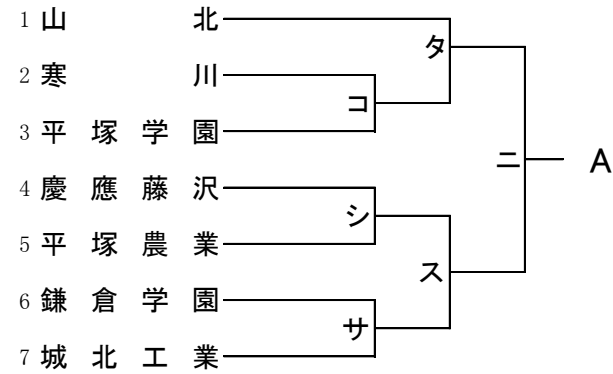 1 山北
タ
2 寒川
コ
3 平塚学園
ニ A
4 慶應藤沢
シ
5 平塚農業
ス
6 鎌倉学園
サ
7 城北工業